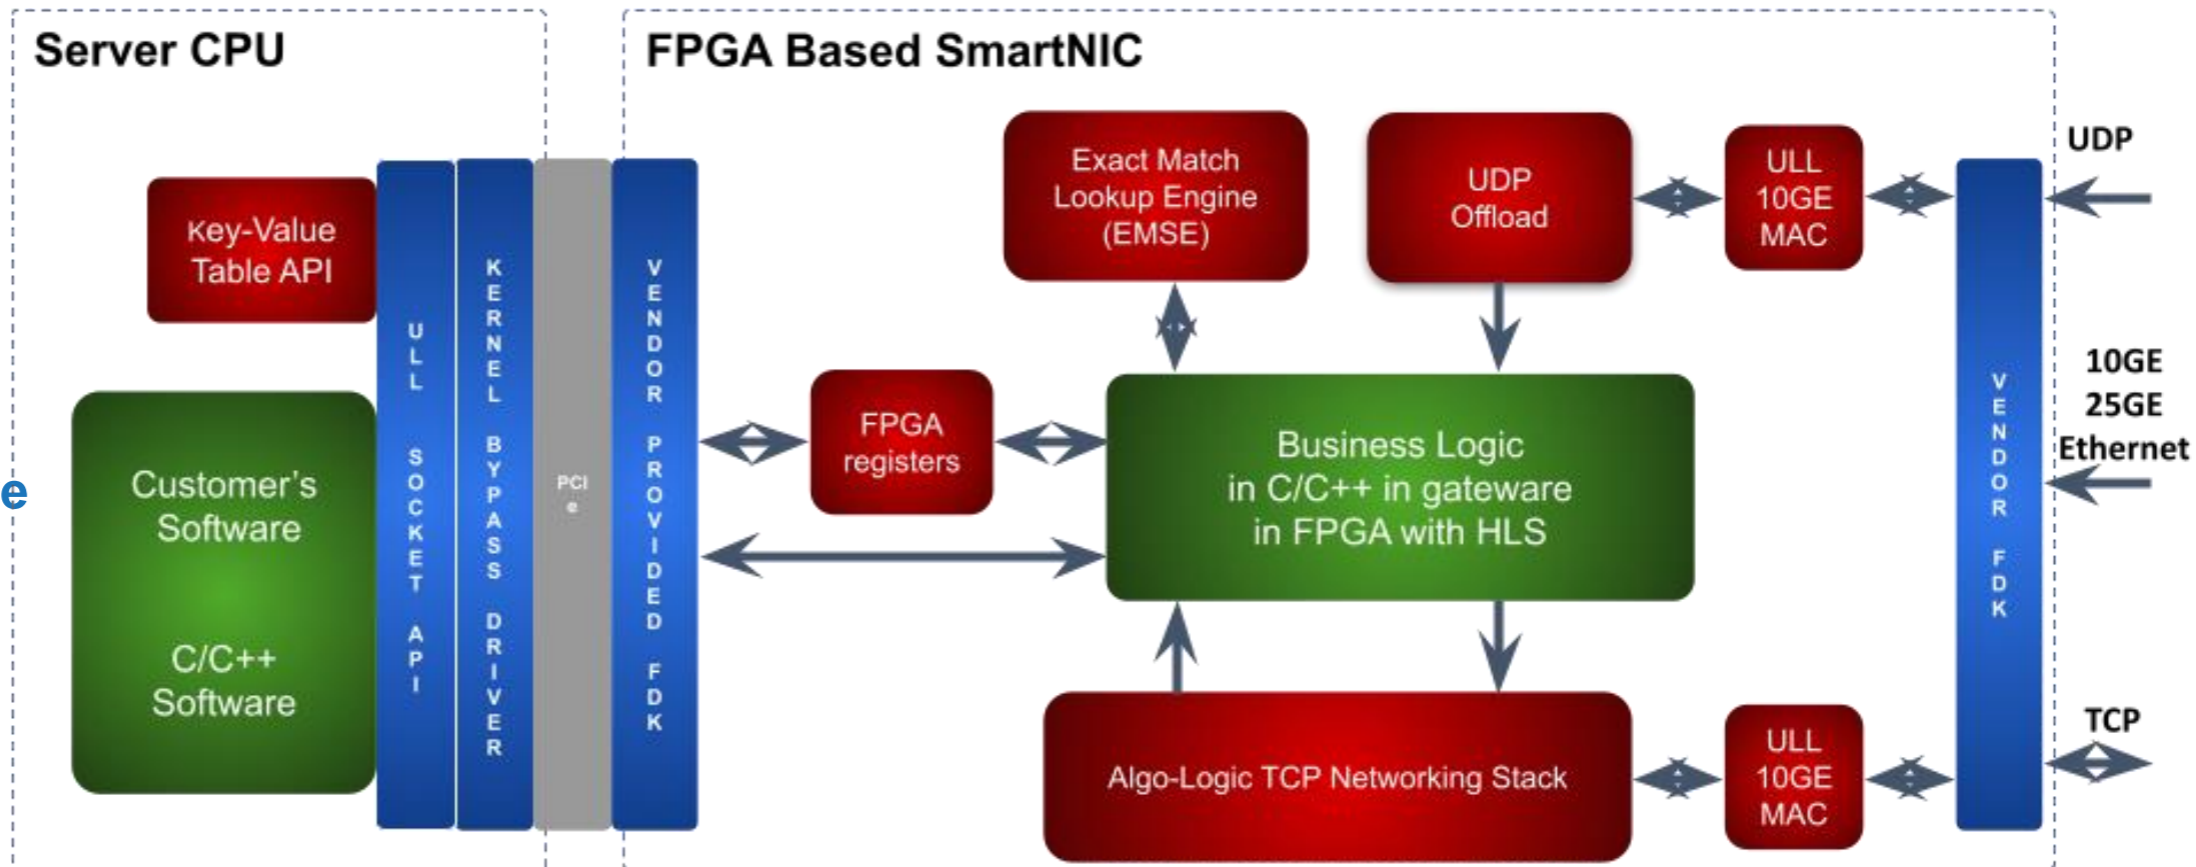 Server CPU
FPGA Based SmartNIC
Key-Value
Table API
Customer's
Software
C/C++
Software
e
ULL SOCKET API
KERNEL BYPASS DRIVER
PCI
e
VENDOR PROVIDED FDK
FPGA
registers
Exact Match
Lookup Engine
(EMSE)
UDP
Offload
ULL
10GE
MAC
Business Logic
in C/C++ in gateware
in FPGA with HLS
Algo-Logic TCP Networking Stack
ULL
10GE
MAC
VENDOR FDK
UDP
10GE
25GE
Ethernet
TCP